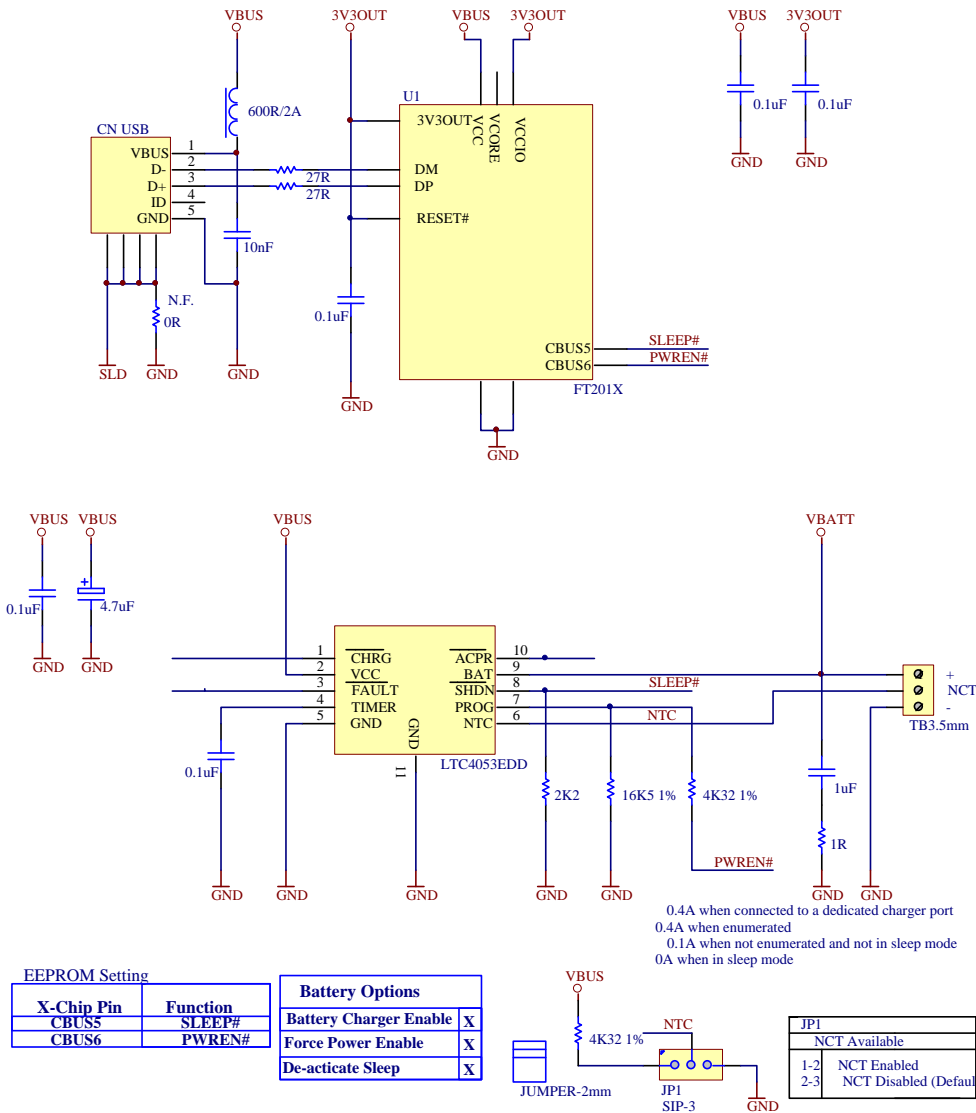 VBUS 3V3OUT VBUS 3V3OUT VBUS 3V3OUT
600R/2A
U1
3V3OUT
VCC
VCORE
VCCIO
0.1uF 0.1uF
GND GND
CN USB
VBUS 1
D- 2
D+ 3
ID 4
GND 5
27R
27R
DM
DP
RESET#
10nF
N.F.
0R
0.1uF
SLD GND GND
GND
CBUS5 SLEEP#
CBUS6 PWREN#
FT201X
GND
VBUS VBUS VBUS VBATT
0.1uF
+
4.7uF
GND GND
1 CHRG ACPR 10
2 VCC BAT 9
3 FAULT SHDN 8 SLEEP#
4 TIMER PROG 7
5 GND NTC 6 NTC
GND
11
LTC4053EDD
+
NCT
-
TB3.5mm
0.1uF
2K2
16K5 1%
4K32 1%
1uF
1R
PWREN#
GND GND GND GND GND GND GND
0.4A when connected to a dedicated charger port
0.4A when enumerated
0.1A when not enumerated and not in sleep mode
0A when in sleep mode
EEPROM Setting
X-Chip Pin Function
CBUS5 SLEEP#
CBUS6 PWREN#
Battery Options
Battery Charger Enable X
Force Power Enable X
De-acticate Sleep X
JUMPER-2mm
VBUS
4K32 1%
NTC
JP1
SIP-3
GND
JP1
NCT Available
1-2 NCT Enabled
2-3 NCT Disabled (Defaul